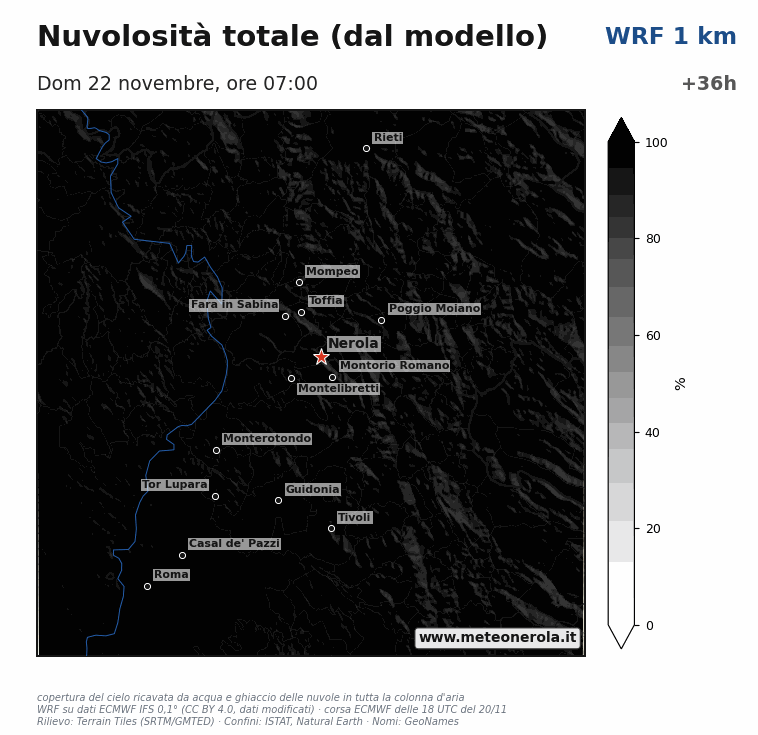 Nuvolosità totale (dal modello)
WRF 1 km
Dom 22 novembre, ore 07:00
+36h
Rieti
Mompeo
Toffia
Fara in Sabina
Poggio Moiano
Nerola
Montorio Romano
Montelibretti
Monterotondo
Tor Lupara
Guidonia
Tivoli
Casal de' Pazzi
Roma
www.meteonerola.it
100
80
60
40
20
0
%
copertura del cielo ricavata da acqua e ghiaccio delle nuvole in tutta la colonna d'aria
WRF su dati ECMWF IFS 0,1° (CC BY 4.0, dati modificati) · corsa ECMWF delle 18 UTC del 20/11
Rilievo: Terrain Tiles (SRTM/GMTED) · Confini: ISTAT, Natural Earth · Nomi: GeoNames